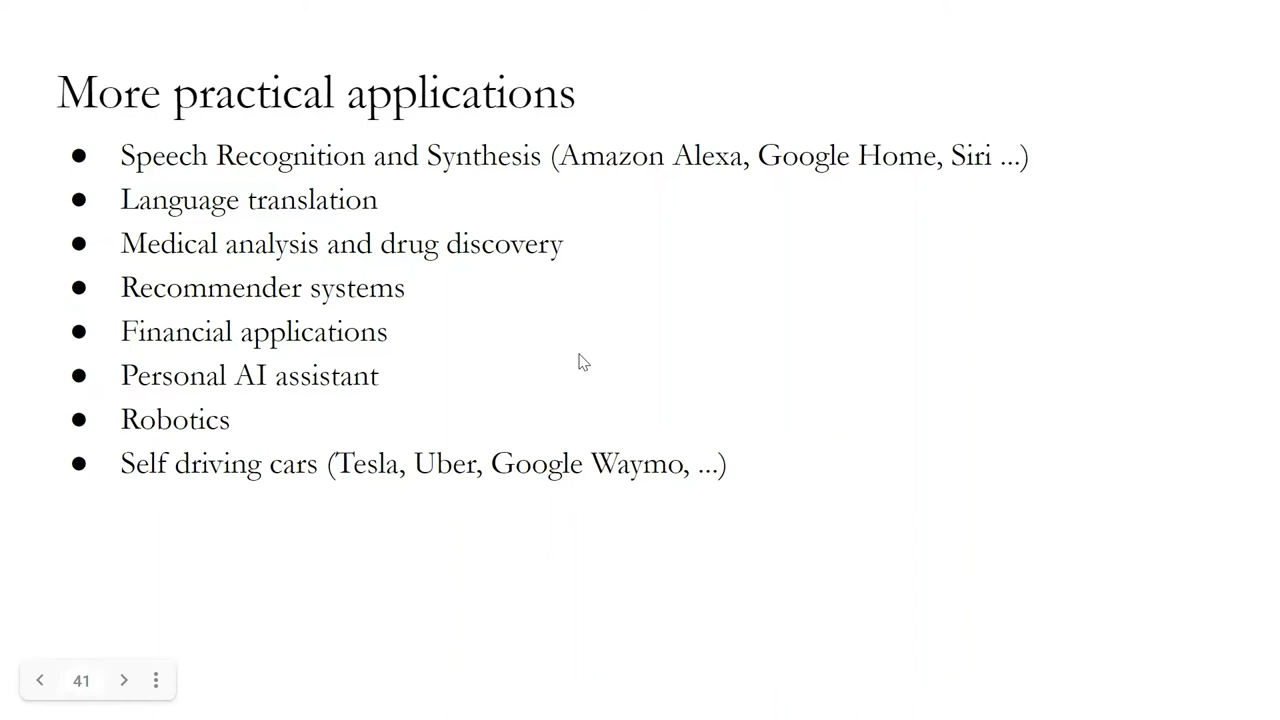 More practical applications
● Speech Recognition and Synthesis (Amazon Alexa, Google Home, Siri ...)
● Language translation
● Medical analysis and drug discovery
● Recommender systems
● Financial applications
● Personal AI assistant
● Robotics
● Self driving cars (Tesla, Uber, Google Waymo, ...)
41